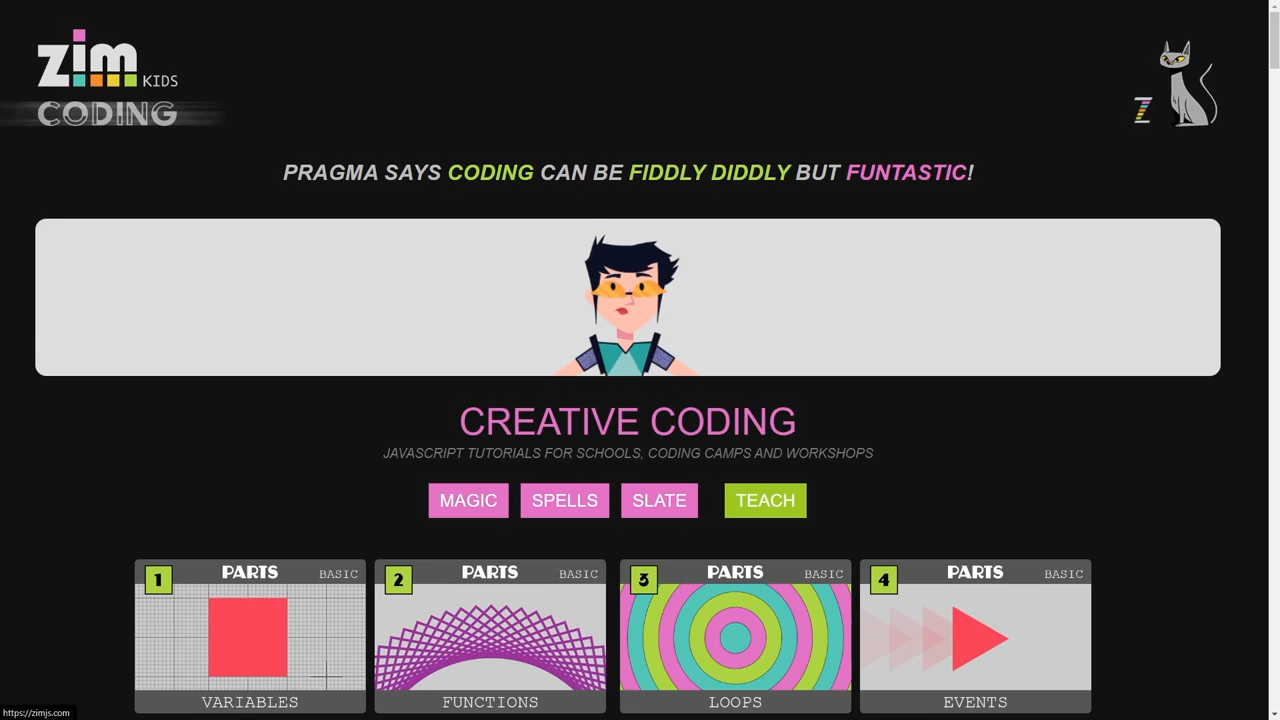 zim KIDS
CODING
Z
PRAGMA SAYS CODING CAN BE FIDDLY DIDDLY BUT FUNTASTIC!
CREATIVE CODING
JAVASCRIPT TUTORIALS FOR SCHOOLS, CODING CAMPS AND WORKSHOPS
MAGIC SPELLS SLATE TEACH
1 PARTS BASIC
VARIABLES
2 PARTS BASIC
FUNCTIONS
3 PARTS BASIC
LOOPS
4 PARTS BASIC
EVENTS
https://zimjs.com